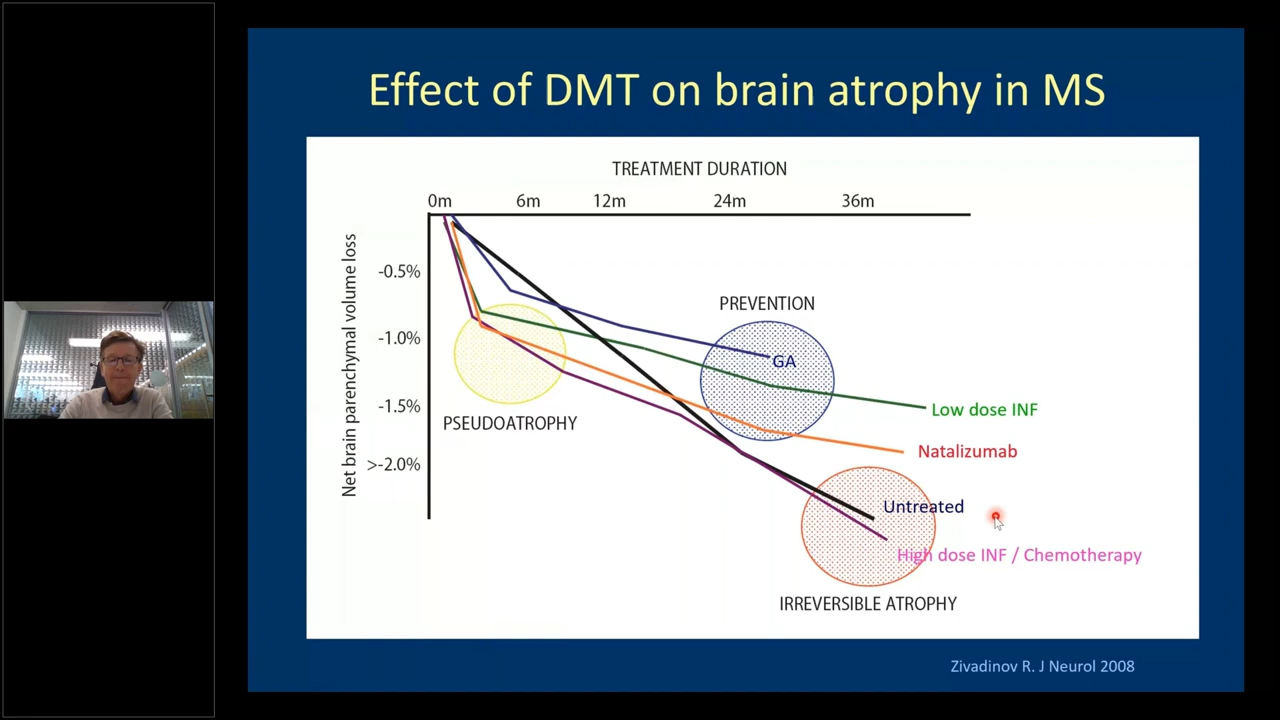 Effect of DMT on brain atrophy in MS
TREATMENT DURATION
0m 6m 12m 24m 36m
Net brain parenchymal volume loss
-0.5%
-1.0%
-1.5%
>-2.0%
PREVENTION
GA
PSEUDOATROPHY
Low dose INF
Natalizumab
Untreated
High dose INF / Chemotherapy
IRREVERSIBLE ATROPHY
Zivadinov R. J Neurol 2008